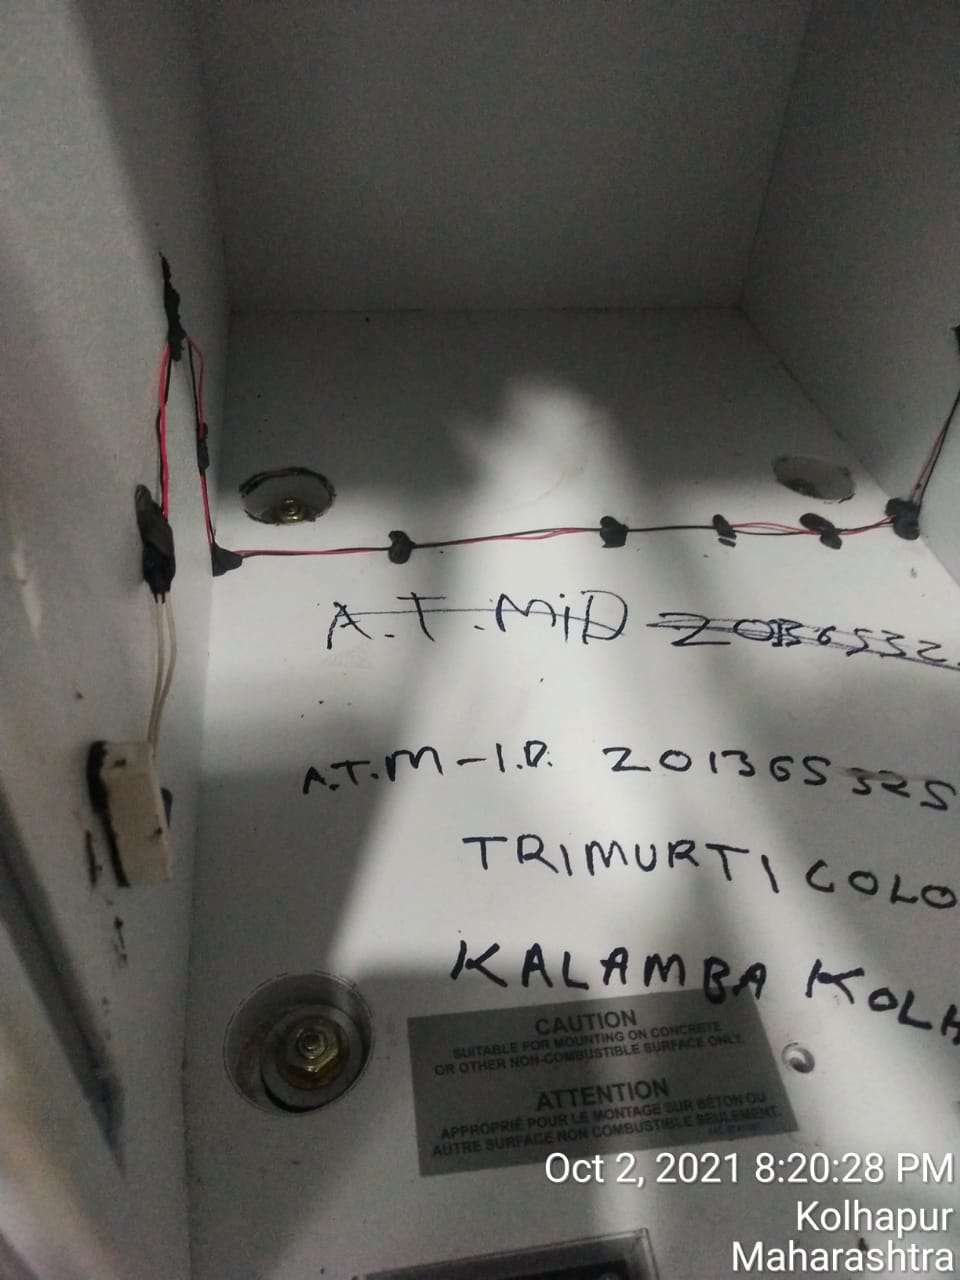 A.T.MiD 20136532
A.T.M-I.D. 201365325
TRIMURTI COLO
KALAMBA KOLH
CAUTION
SUITABLE FOR MOUNTING ON CONCRETE
OR OTHER NON-COMBUSTIBLE SURFACE ONLY.
ATTENTION
APPROPRIÉ POUR LE MONTAGE SUR BÉTON OU
AUTRE SURFACE NON COMBUSTIBLE SEULEMENT.
Oct 2, 2021 8:20:28 PM
Kolhapur
Maharashtra